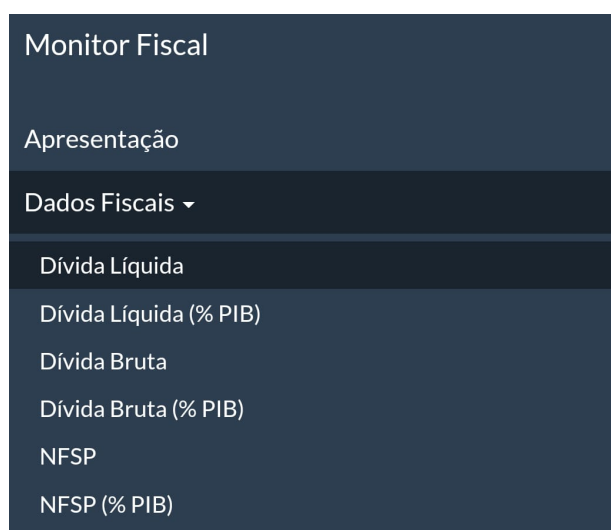 Monitor Fiscal
Apresentação
Dados Fiscais
Dívida Líquida
Dívida Líquida (% PIB)
Dívida Bruta
Dívida Bruta (% PIB)
NFSP
NFSP (% PIB)